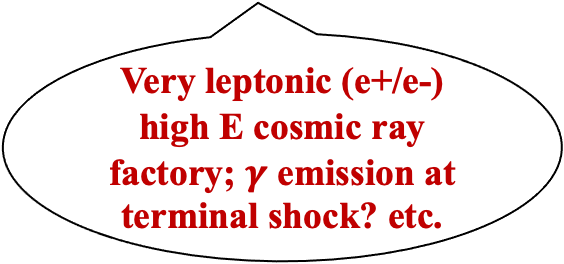 Very leptonic (e+/e-)
high E cosmic ray
factory; γ emission at
terminal shock? etc.